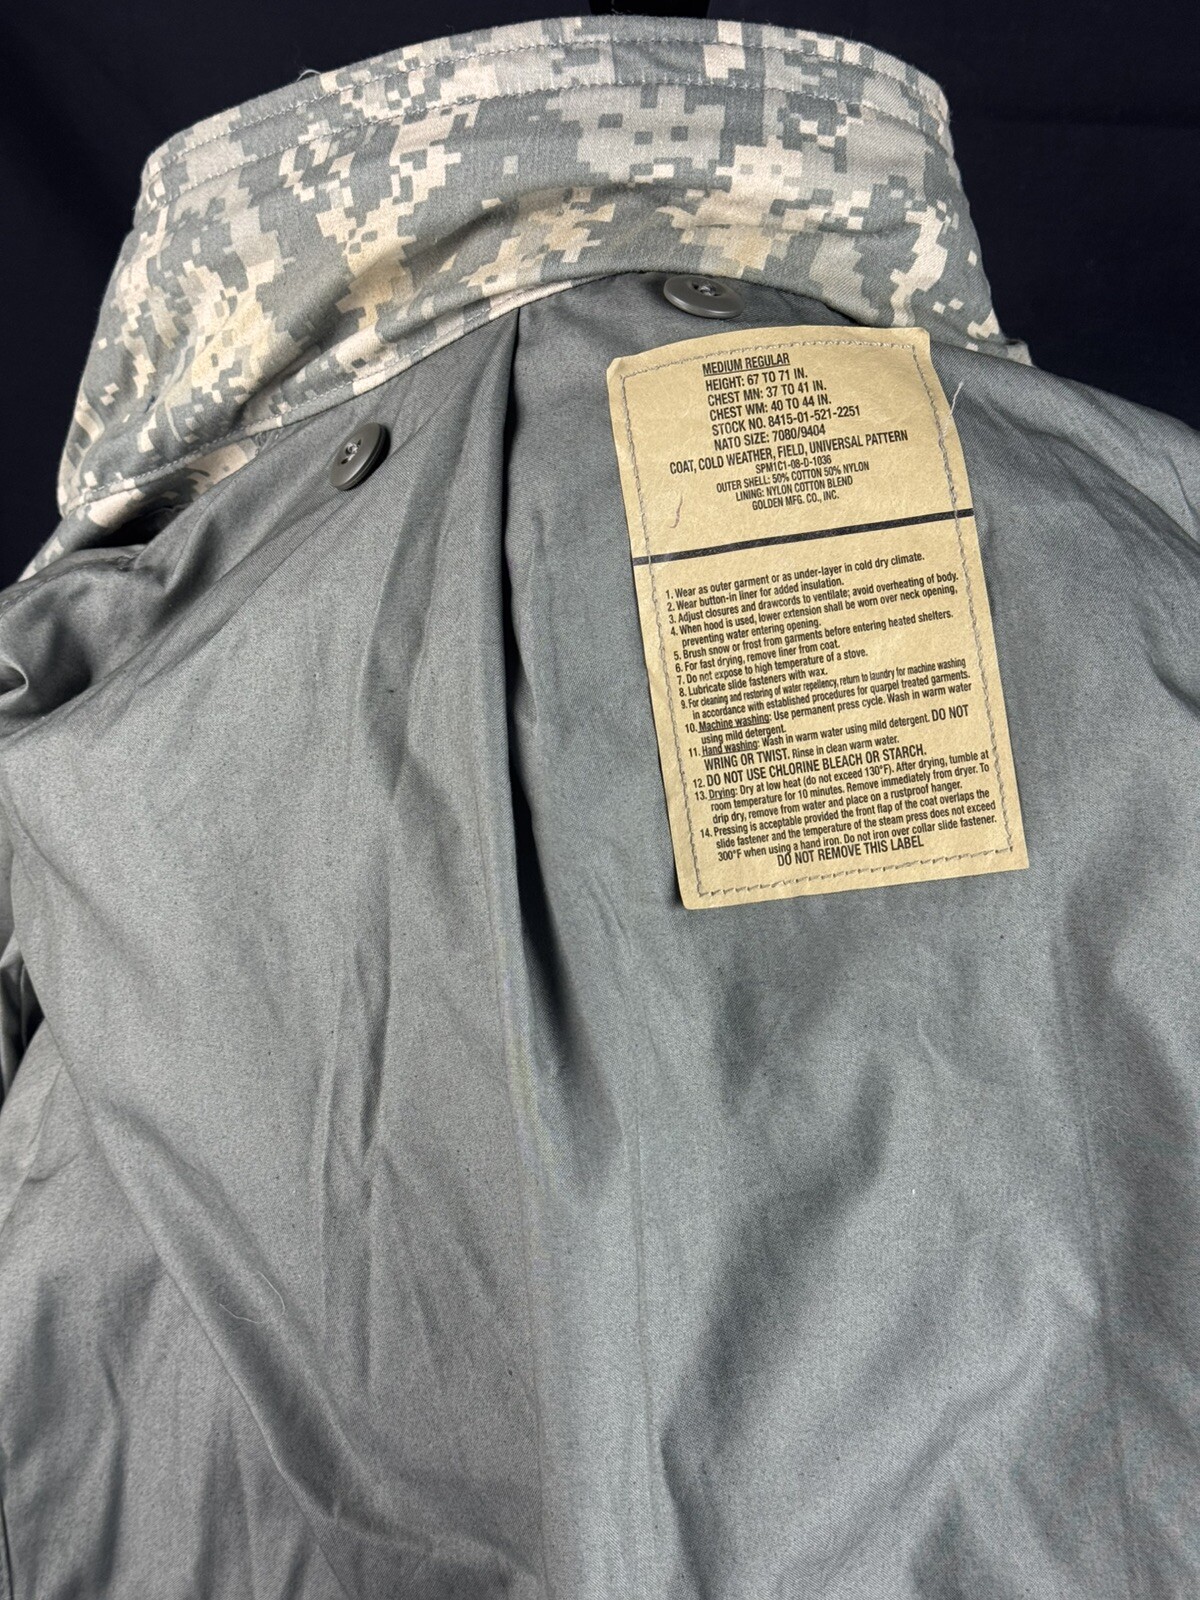 MEDIUM REGULAR
HEIGHT: 67 TO 71 IN.
CHEST MN: 37 TO 41 IN.
CHEST WM: 40 TO 44 IN.
STOCK NO. 8415-01-521-2251
NATO SIZE: 7080/9404
COAT, COLD WEATHER, FIELD, UNIVERSAL PATTERN
SPM1C1-08-D-1036
OUTER SHELL: 50% COTTON 50% NYLON
LINING: NYLON COTTON BLEND
GOLDEN MFG. CO., INC.
1. Wear as outer garment or as under-layer in cold dry climate.
2. Wear button-in liner for added insulation.
3. Adjust closures and drawcords to ventilate; avoid overheating of body.
4. When hood is used, lower extension shall be worn over neck opening,
preventing water entering opening.
5. Brush snow or frost from garments before entering heated shelters.
6. For fast drying, remove liner from coat.
7. Do not expose to high temperature of a stove.
8. Lubricate slide fasteners with wax.
9. For cleaning and restoring of water repellency, return to laundry for machine washing
in accordance with established procedures for quarpel treated garments.
10. Machine washing: Use permanent press cycle. Wash in warm water
using mild detergent.
11. Hand washing: Wash in warm water using mild detergent. DO NOT
WRING OR TWIST. Rinse in clean warm water.
12. DO NOT USE CHLORINE BLEACH OR STARCH.
13. Drying: Dry at low heat (do not exceed 130°F). After drying, tumble at
room temperature for 10 minutes. Remove immediately from dryer. To
drip dry, remove from water and place on a rustproof hanger.
14. Pressing is acceptable provided the front flap of the coat overlaps the
slide fastener and the temperature of the steam press does not exceed
300°F when using a hand iron. Do not iron over collar slide fastener.
DO NOT REMOVE THIS LABEL